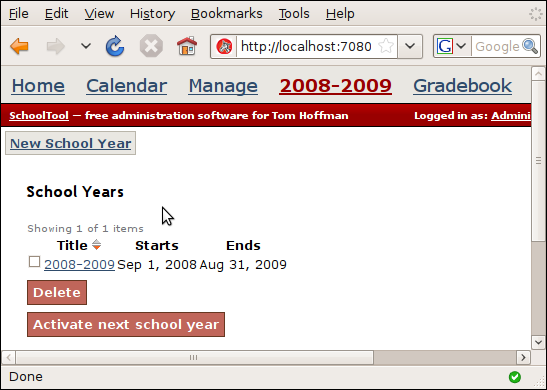 File Edit View History Bookmarks Tools Help
http://localhost:7080 G Google
Home Calendar Manage 2008-2009 Gradebook
SchoolTool — free administration software for Tom Hoffman Logged in as: Admini
New School Year
School Years
Showing 1 of 1 items
Title Starts Ends
2008-2009 Sep 1, 2008 Aug 31, 2009
Delete
Activate next school year
Done